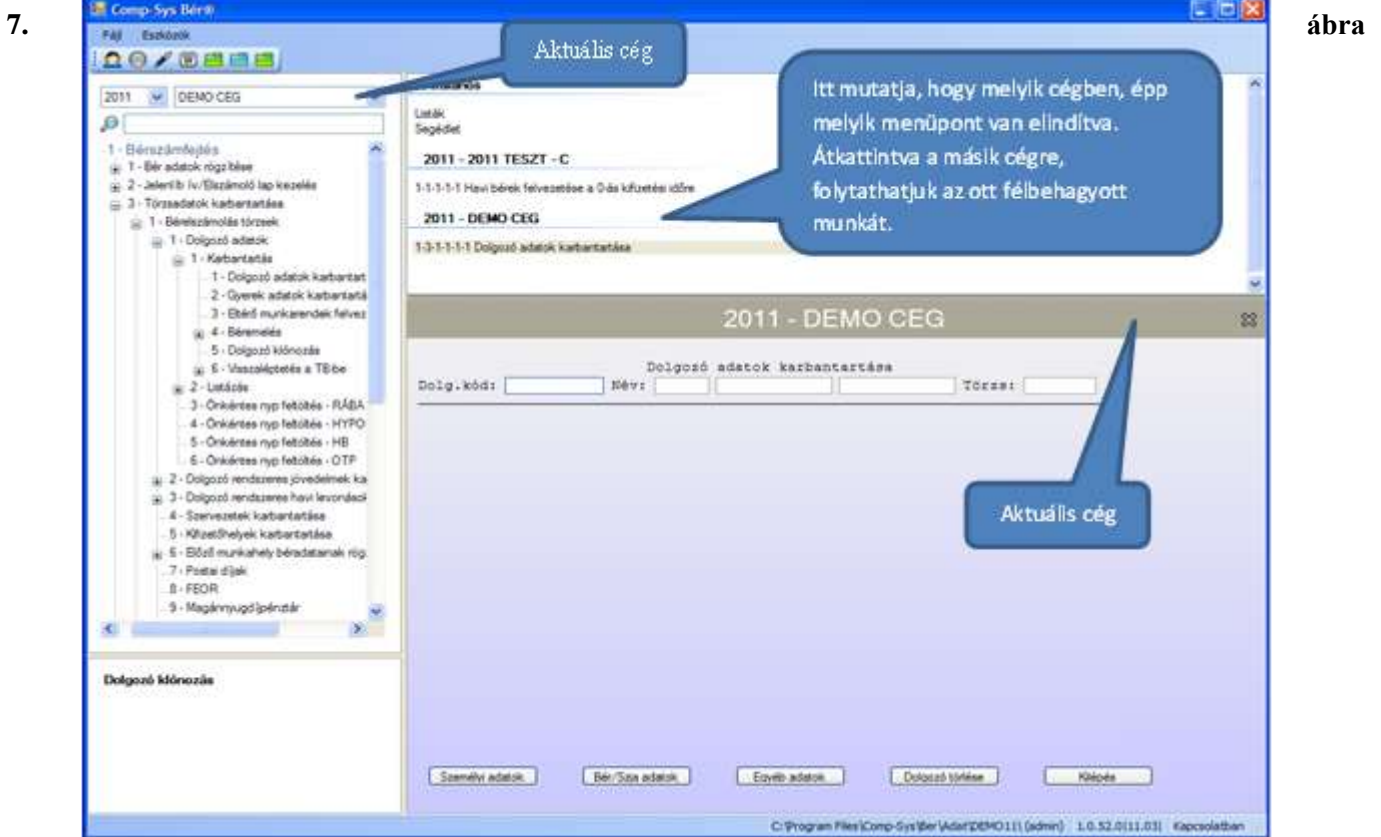 7.
ábra
Comp-Sys Bér®
Fájl Eszközök
Aktuális cég
2011 DEMO CEG
Itt mutatja, hogy melyik cégben, épp
melyik menüpont van elindítva.
Átkattintva a másik cégre,
folytathatjuk az ott félbehagyott
munkát.
1 - Bérszámfejtés
1 - Bér adatok rögzítése
2 - Jelenléti ív/Elszámoló lap kezelés
3 - Törzsadatok karbantartása
1 - Bérelszámolás törzsek
1 - Dolgozó adatok
1 - Karbantartás
1 - Dolgozó adatok karbantart
2 - Gyerek adatok karbantartá
3 - Eltérő munkarendek felvez
4 - Béremelés
5 - Dolgozó klónozás
6 - Visszaléptetés a TB-be
2 - Listázás
3 - Önkéntes nyp feltöltés - RÁBA
4 - Önkéntes nyp feltöltés - HYPO
5 - Önkéntes nyp feltöltés - HB
6 - Önkéntes nyp feltöltés - OTP
2 - Dolgozó rendszeres jövedelmek ka
3 - Dolgozó rendszeres havi levonások
4 - Szervezetek karbantartása
5 - Kifizetőhelyek karbantartása
6 - Előző munkahely béradatainak rög
7 - Postai díjak
8 - FEOR
9 - Magánnyugdíjpénztár
Dolgozó klónozás
Listák
Segédlet
2011 - 2011 TESZT - C
1-1-1-1-1 Havi bérek felvezetése a 0-ás kifizetési időre
2011 - DEMO CEG
1-3-1-1-1-1 Dolgozó adatok karbantartása
2011 - DEMO CEG
Dolgozó adatok karbantartása
Dolg.kód: Név: Törzs:
Aktuális cég
Személyi adatok Bér/Szja adatok Egyéb adatok Dolgozó törlése Kilépés
C:\Program Files\Comp-Sys\Ber\Adat\DEMO11\ (admin) 1.0.52.0(11.03) Kapcsolatban